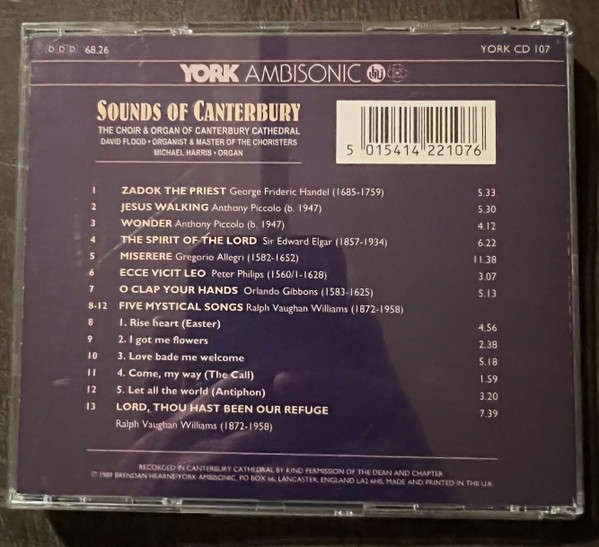 DDD 68.26 YORK CD 107
YORK AMBISONIC UHJ
SOUNDS OF CANTERBURY
THE CHOIR & ORGAN OF CANTERBURY CATHEDRAL
DAVID FLOOD • ORGANIST & MASTER OF THE CHORISTERS
MICHAEL HARRIS • ORGAN
5 015414 221076
1 ZADOK THE PRIEST George Frideric Handel (1685-1759) 5.33
2 JESUS WALKING Anthony Piccolo (b. 1947) 5.30
3 WONDER Anthony Piccolo (b. 1947) 4.12
4 THE SPIRIT OF THE LORD Sir Edward Elgar (1857-1934) 6.22
5 MISERERE Gregorio Allegri (1582-1652) 11.38
6 ECCE VICIT LEO Peter Philips (1560/1-1628) 3.07
7 O CLAP YOUR HANDS Orlando Gibbons (1583-1625) 5.13
8-12 FIVE MYSTICAL SONGS Ralph Vaughan Williams (1872-1958)
8 1. Rise heart (Easter) 4.56
9 2. I got me flowers 2.38
10 3. Love bade me welcome 5.18
11 4. Come, my way (The Call) 1.59
12 5. Let all the world (Antiphon) 3.20
13 LORD, THOU HAST BEEN OUR REFUGE 7.39
Ralph Vaughan Williams (1872-1958)
RECORDED IN CANTERBURY CATHEDRAL BY KIND PERMISSION OF THE DEAN AND CHAPTER
℗ 1989 BRENDAN HEARNE/YORK AMBISONIC, PO BOX 66, LANCASTER, ENGLAND LA2 6HS, MADE AND PRINTED IN THE U.K.